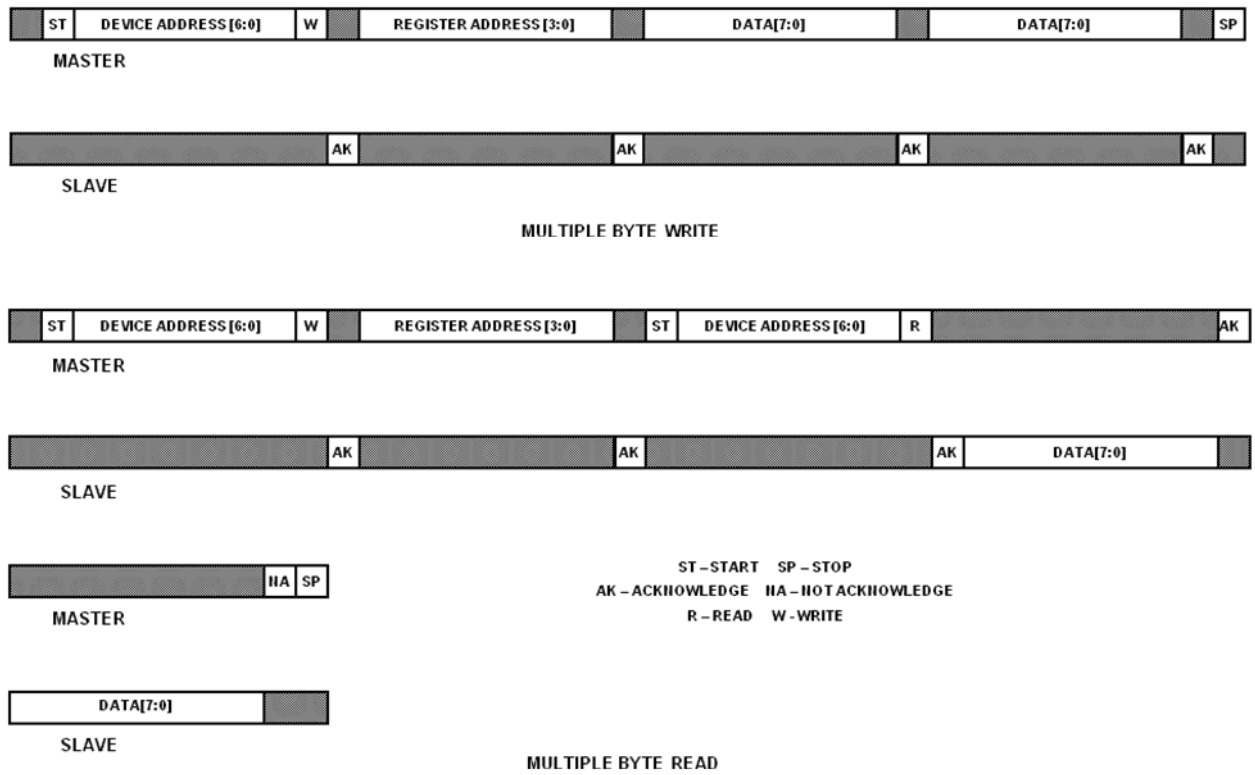 ST DEVICE ADDRESS [6:0] W REGISTER ADDRESS [3:0] DATA[7:0] DATA[7:0] SP
MASTER
AK AK AK AK
SLAVE
MULTIPLE BYTE WRITE
ST DEVICE ADDRESS [6:0] W REGISTER ADDRESS [3:0] ST DEVICE ADDRESS [6:0] R AK
MASTER
AK AK AK DATA[7:0]
SLAVE
NA SP
MASTER
ST – START SP – STOP
AK – ACKNOWLEDGE NA – NOT ACKNOWLEDGE
R – READ W - WRITE
DATA[7:0]
SLAVE
MULTIPLE BYTE READ